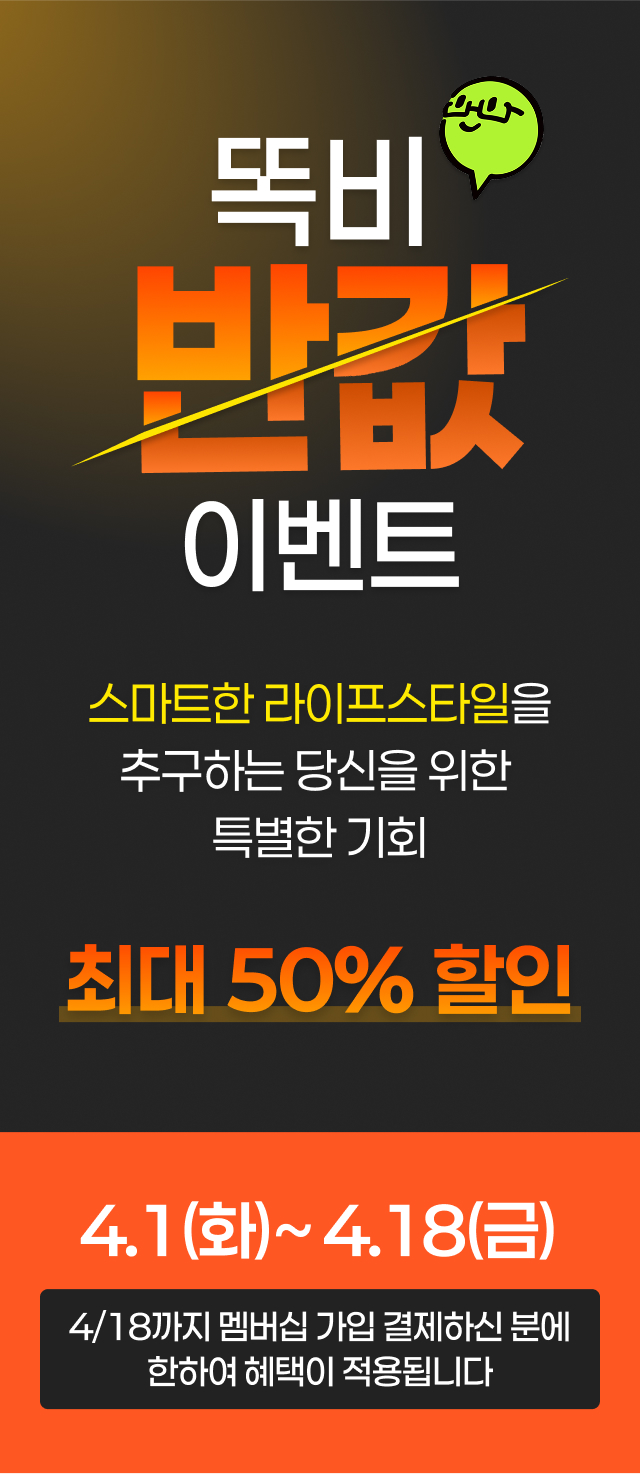 똑비
반값
이벤트
스마트한 라이프스타일을
추구하는 당신을 위한
특별한 기회
최대 50% 할인
4.1(화)~ 4.18(금)
4/18까지 멤버십 가입 결제하신 분에
한하여 혜택이 적용됩니다